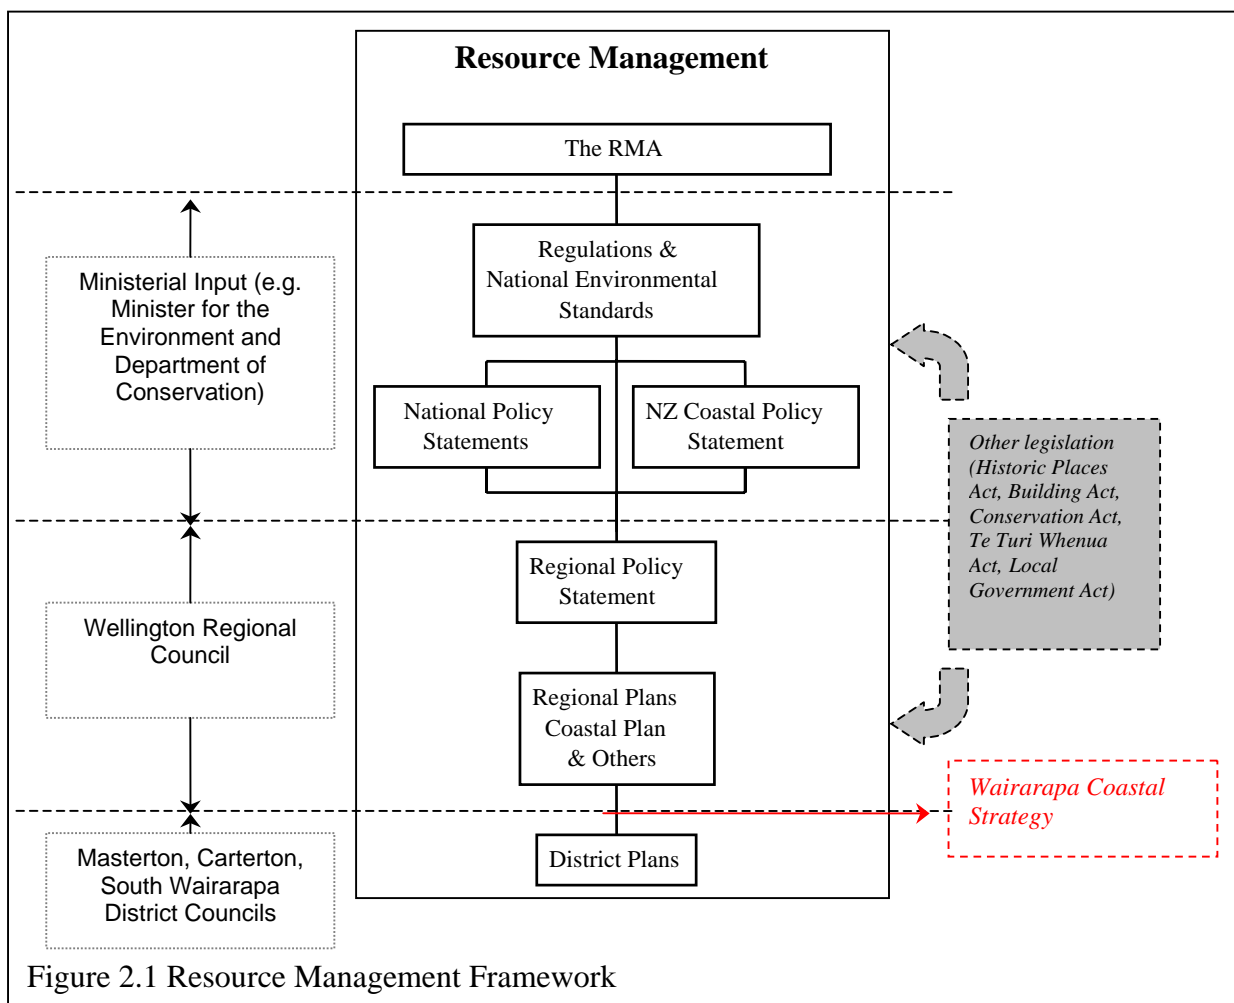 Resource Management
The RMA
Regulations &
National Environmental
Standards
Ministerial Input (e.g.
Minister for the
Environment and
Department of
Conservation)
National Policy
Statements
NZ Coastal Policy
Statement
Other legislation
(Historic Places
Act, Building Act,
Conservation Act,
Te Turi Whenua
Act, Local
Government Act)
Regional Policy
Statement
Wellington Regional
Council
Regional Plans
Coastal Plan
& Others
Wairarapa Coastal
Strategy
Masterton, Carterton,
South Wairarapa
District Councils
District Plans
Figure 2.1 Resource Management Framework